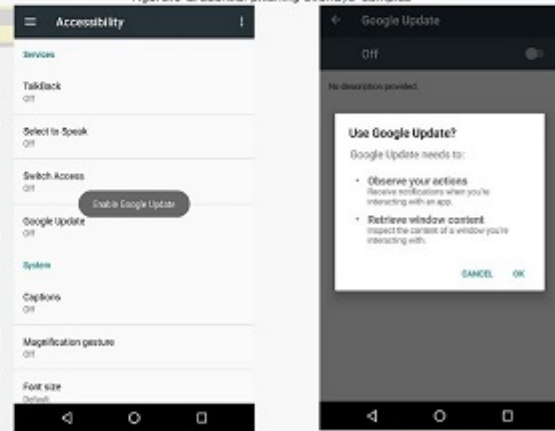 Accessibility
Services
TalkBack
Off
Select to Speak
Off
Switch Access
Off
Enable Google Update
Google Update
Off
System
Captions
Off
Magnification gesture
Off
Font size
Default
Google Update
Off
No description provided.
Use Google Update?
Google Update needs to:
• Observe your actions
Receive notifications when you're
interacting with an app.
• Retrieve window content
Inspect the content of a window you're
interacting with.
CANCEL OK